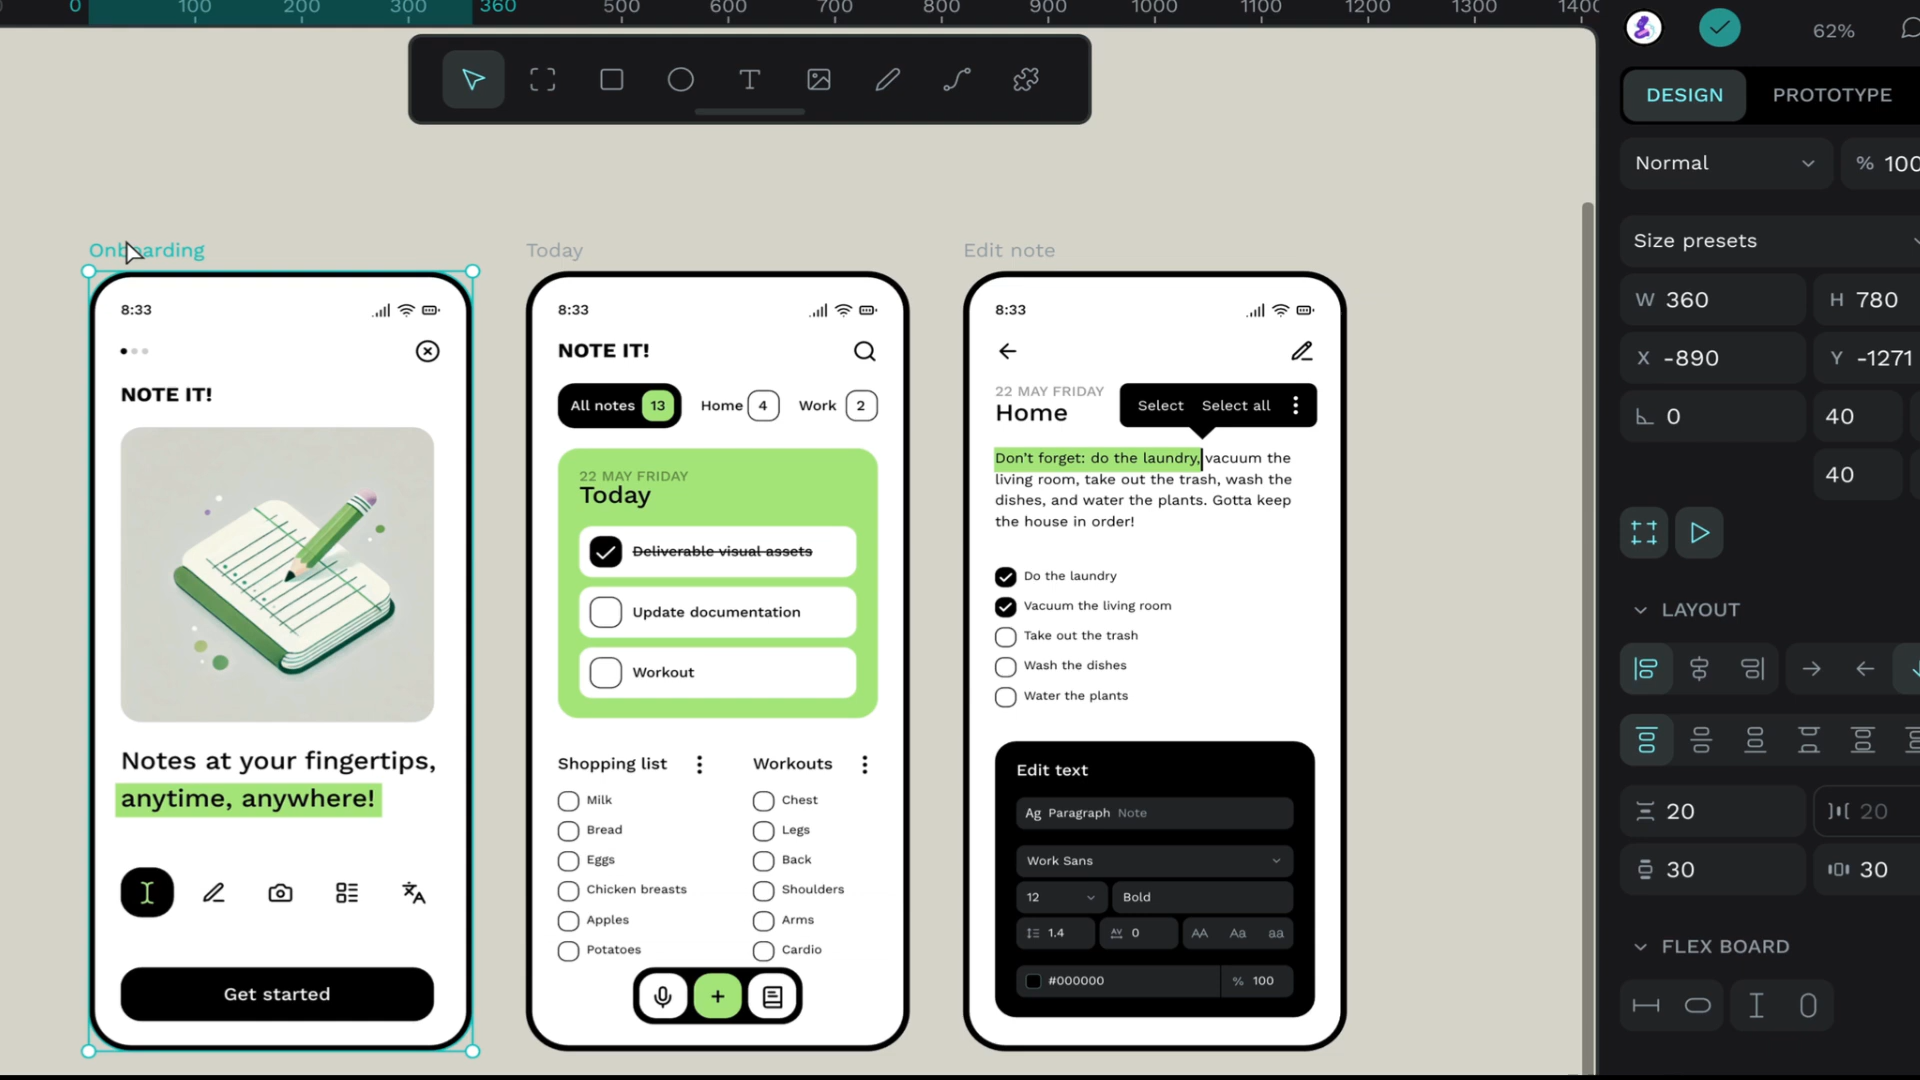 0 100 200 300 360 500 600 700 800 900 1000 1100 1200 1300 1400
62%
DESIGN PROTOTYPE
Normal % 100
Size presets
W 360 H 780
X -890 Y -1271
0 40
40
LAYOUT
20 20
30 30
FLEX BOARD
Onboarding
8:33
NOTE IT!
Notes at your fingertips,
anytime, anywhere!
Get started
Today
8:33
NOTE IT!
All notes 13 Home 4 Work 2
22 MAY FRIDAY
Today
Deliverable visual assets
Update documentation
Workout
Shopping list
Milk
Bread
Eggs
Chicken breasts
Apples
Potatoes
Workouts
Chest
Legs
Back
Shoulders
Arms
Cardio
Edit note
8:33
22 MAY FRIDAY
Home
Select Select all
Don't forget: do the laundry, vacuum the
living room, take out the trash, wash the
dishes, and water the plants. Gotta keep
the house in order!
Do the laundry
Vacuum the living room
Take out the trash
Wash the dishes
Water the plants
Edit text
Ag Paragraph Note
Work Sans
12 Bold
1.4 AV 0 AA Aa aa
#000000 % 100